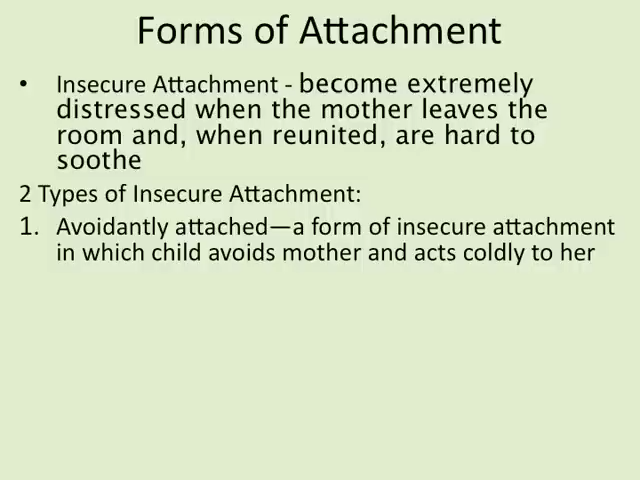 Forms of Attachment
• Insecure Attachment - become extremely
distressed when the mother leaves the
room and, when reunited, are hard to
soothe
2 Types of Insecure Attachment:
1. Avoidantly attached—a form of insecure attachment
in which child avoids mother and acts coldly to her